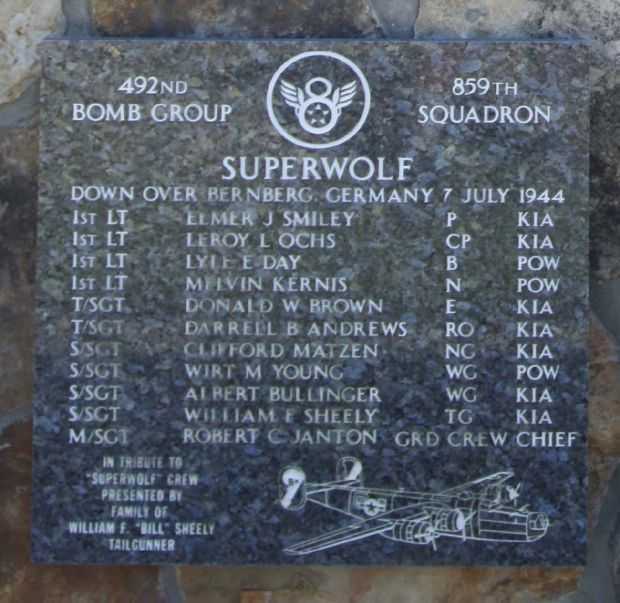 492ND
BOMB GROUP
8
859TH
SQUADRON
SUPERWOLF
DOWN OVER BERNBERG, GERMANY 7 JULY 1944
1ST LT ELMER J SMILEY P KIA
1ST LT LEROY L OCHS CP KIA
1ST LT LYLE E DAY B POW
1ST LT MELVIN KERNIS N POW
T/SGT DONALD W BROWN E KIA
T/SGT DARRELL B ANDREWS RO KIA
S/SGT CLIFFORD MATZEN NG KIA
S/SGT WIRT M YOUNG WG POW
S/SGT ALBERT BULLINGER WG KIA
S/SGT WILLIAM F SHEELY TG KIA
M/SGT ROBERT C JANTON GRD CREW CHIEF
IN TRIBUTE TO
"SUPERWOLF" CREW
PRESENTED BY
FAMILY OF
WILLIAM F. "BILL" SHEELY
TAILGUNNER